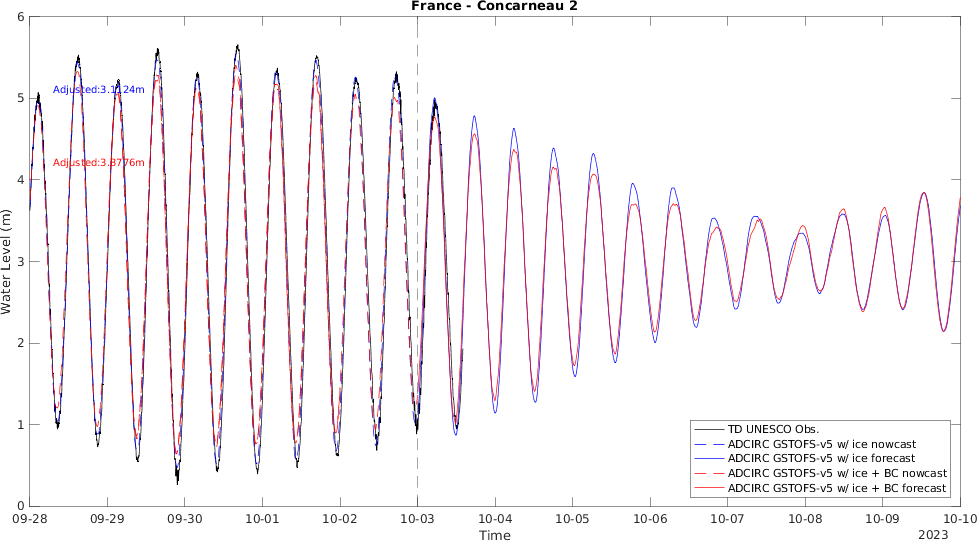 France - Concarneau 2
Water Level (m)
6
5
4
3
2
1
0
Adjusted:3.1124m
Adjusted:3.3776m
TD UNESCO Obs.
ADCIRC GSTOFS-v5 w/ ice nowcast
ADCIRC GSTOFS-v5 w/ ice forecast
ADCIRC GSTOFS-v5 w/ ice + BC nowcast
ADCIRC GSTOFS-v5 w/ ice + BC forecast
09-28 09-29 09-30 10-01 10-02 10-03 10-04 10-05 10-06 10-07 10-08 10-09 10-10
Time
2023